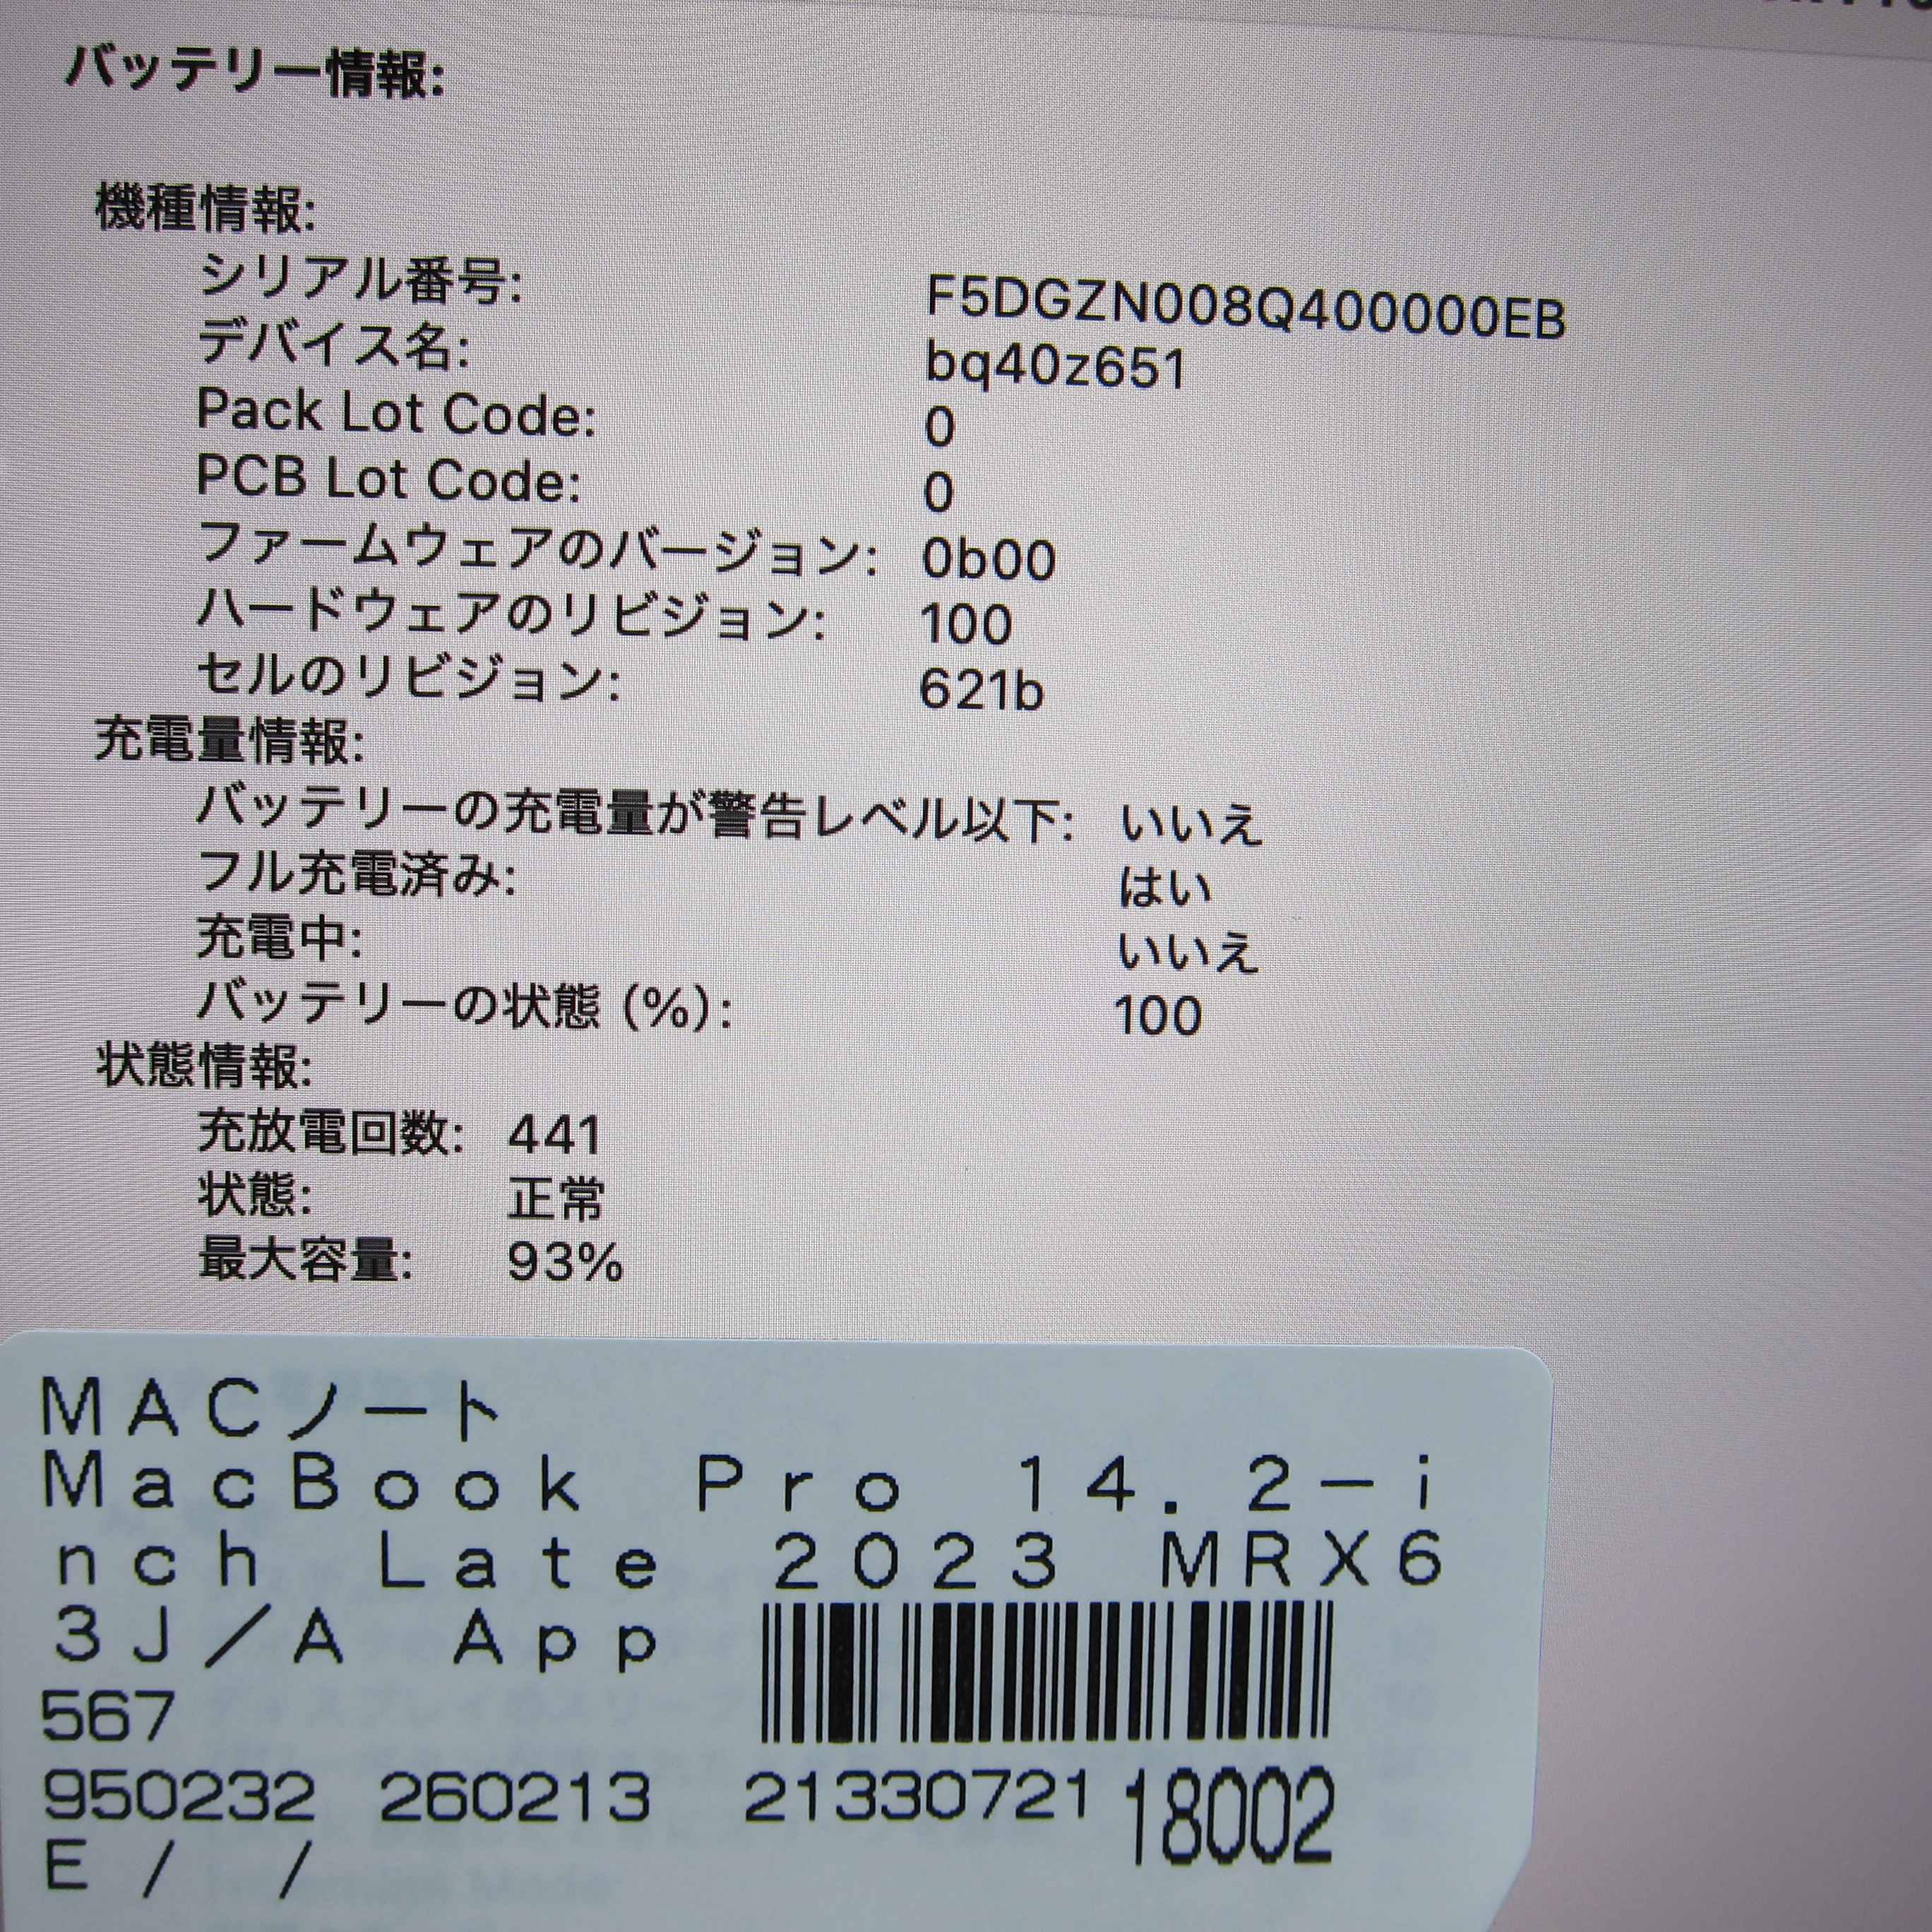 バッテリー情報:
機種情報:
シリアル番号: F5DGZN008Q400000EB
デバイス名: bq40z651
Pack Lot Code: 0
PCB Lot Code: 0
ファームウェアのバージョン: 0b00
ハードウェアのリビジョン: 100
セルのリビジョン: 621b
充電量情報:
バッテリーの充電量が警告レベル以下: いいえ
フル充電済み: はい
充電中: いいえ
バッテリーの状態 (%): 100
状態情報:
充放電回数: 441
状態: 正常
最大容量: 93%
MACノート
MacBook Pro 14.2-i
nch Late 2023 MRX6
3J/A App
567
950232 260213 21330721 18002
E / /